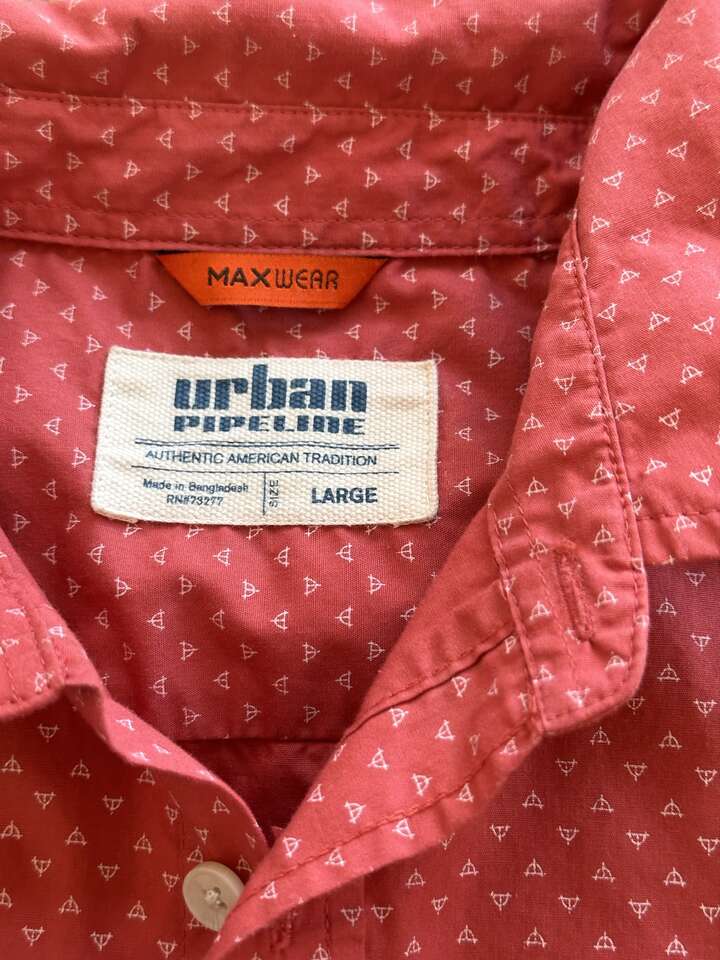 MAXWEAR
urban
PIPELINE
AUTHENTIC AMERICAN TRADITION
Made in Bangladesh
RN#73277
SIZE
LARGE